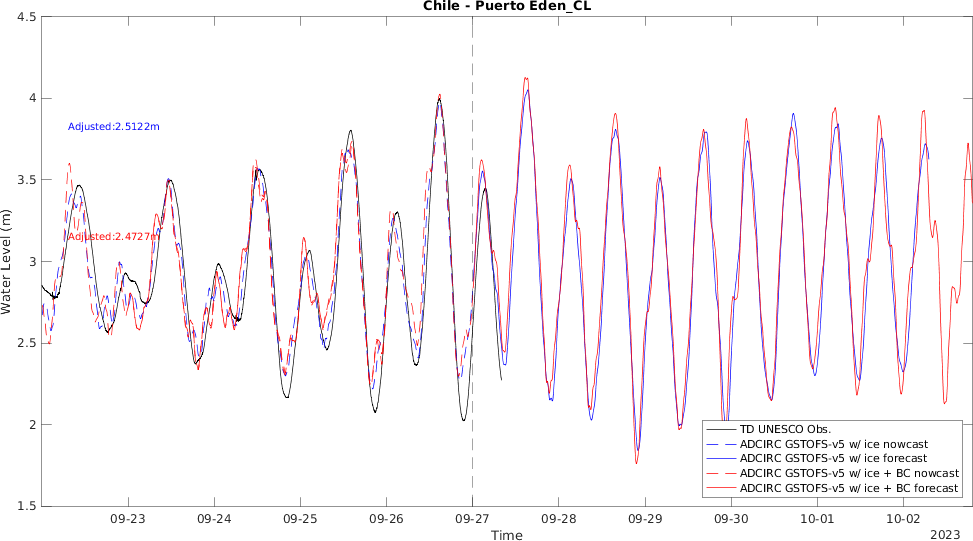 Chile - Puerto Eden_CL
4.5
4
3.5
3
2.5
2
1.5
Water Level (m)
Adjusted:2.5122m
Adjusted:2.4727m
TD UNESCO Obs.
ADCIRC GSTOFS-v5 w/ ice nowcast
ADCIRC GSTOFS-v5 w/ ice forecast
ADCIRC GSTOFS-v5 w/ ice + BC nowcast
ADCIRC GSTOFS-v5 w/ ice + BC forecast
09-23 09-24 09-25 09-26 09-27 09-28 09-29 09-30 10-01 10-02
Time
2023